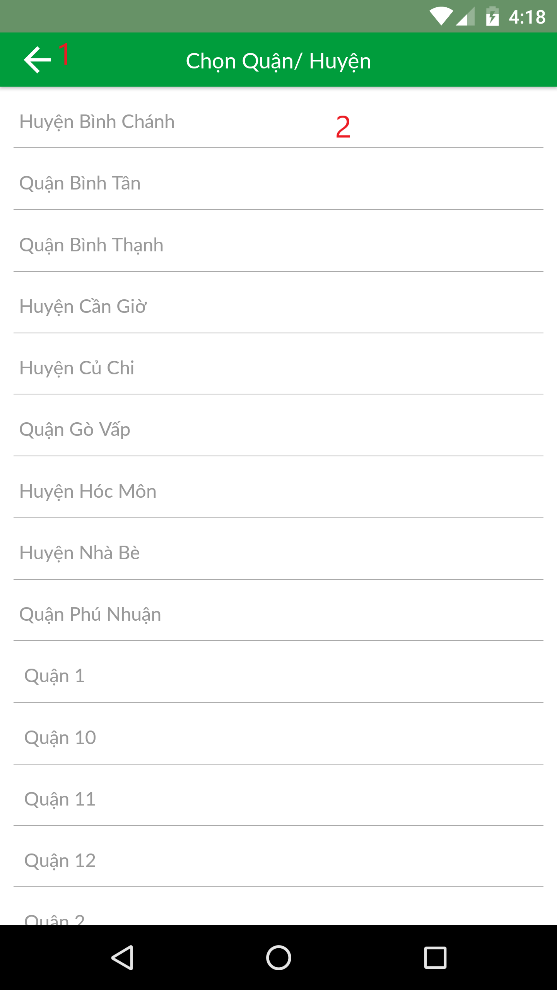 4:18
1
Chọn Quận/ Huyện
Huyện Bình Chánh
2
Quận Bình Tân
Quận Bình Thạnh
Huyện Cần Giờ
Huyện Củ Chi
Quận Gò Vấp
Huyện Hóc Môn
Huyện Nhà Bè
Quận Phú Nhuận
Quận 1
Quận 10
Quận 11
Quận 12
Quận 2